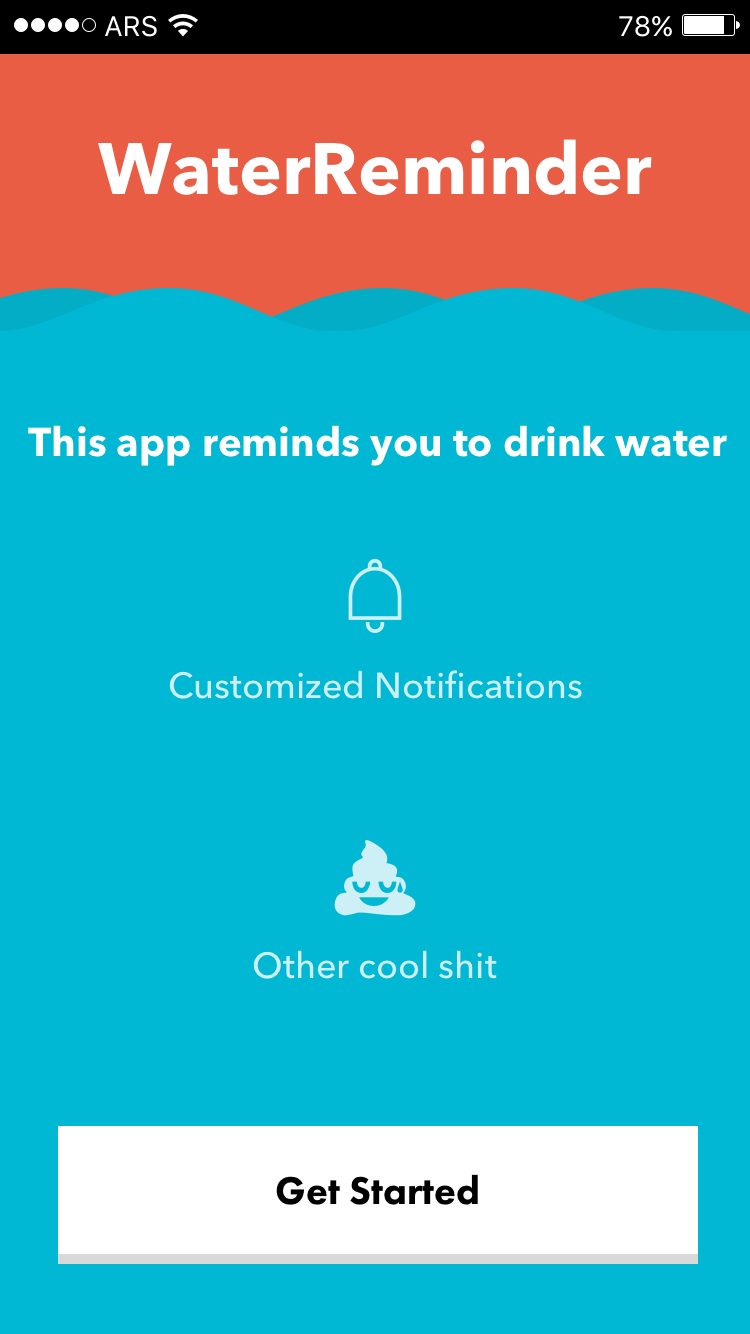 ARS 78%
WaterReminder
This app reminds you to drink water
Customized Notifications
Other cool shit
Get Started